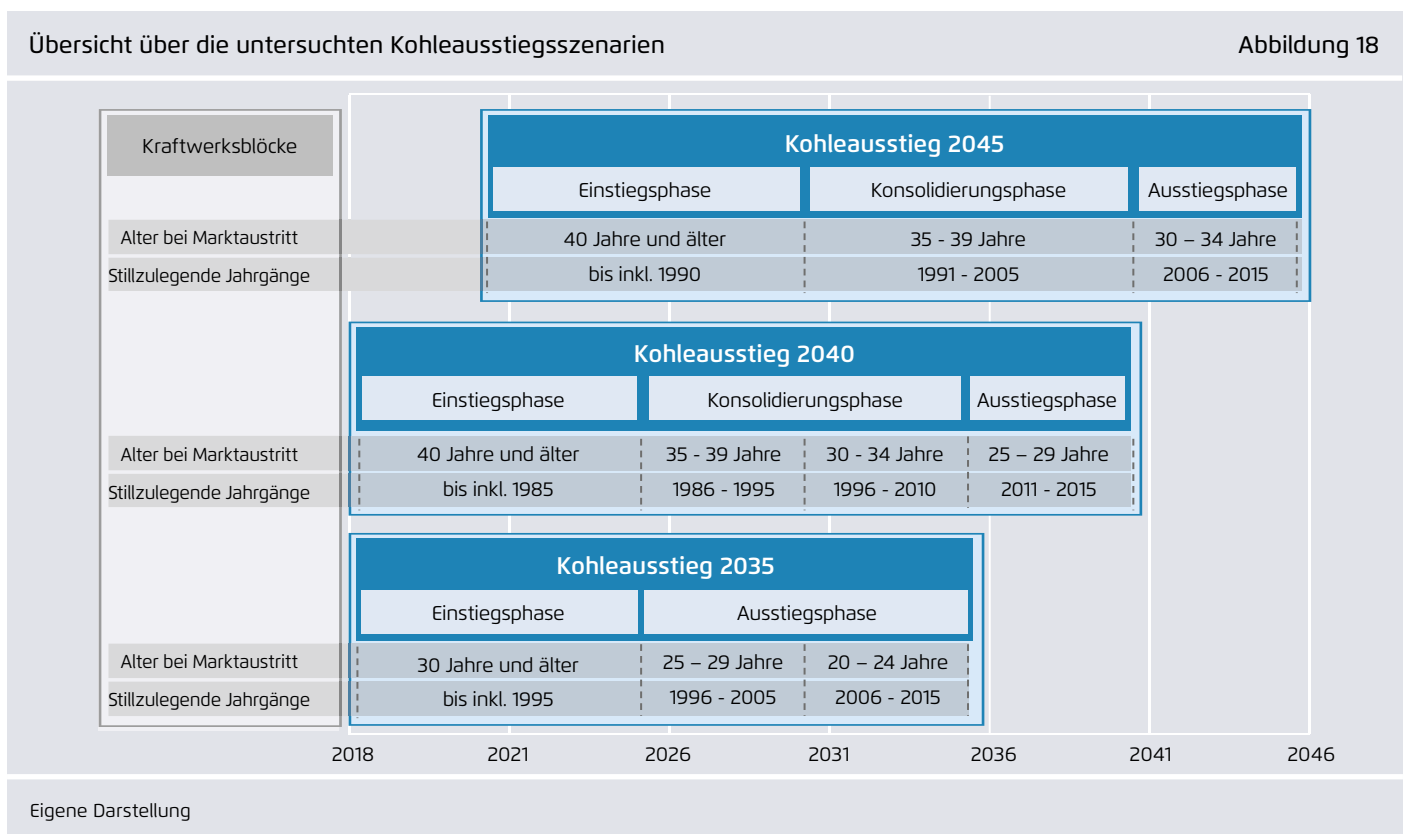 Übersicht über die untersuchten Kohleausstiegsszenarien Abbildung 18
Kraftwerksblöcke
Kohleausstieg 2045
Einstiegsphase Konsolidierungsphase Ausstiegsphase
Alter bei Marktaustritt 40 Jahre und älter 35 - 39 Jahre 30 – 34 Jahre
Stillzulegende Jahrgänge bis inkl. 1990 1991 - 2005 2006 - 2015
Kohleausstieg 2040
Einstiegsphase Konsolidierungsphase Ausstiegsphase
Alter bei Marktaustritt 40 Jahre und älter 35 - 39 Jahre 30 - 34 Jahre 25 – 29 Jahre
Stillzulegende Jahrgänge bis inkl. 1985 1986 - 1995 1996 - 2010 2011 - 2015
Kohleausstieg 2035
Einstiegsphase Ausstiegsphase
Alter bei Marktaustritt 30 Jahre und älter 25 – 29 Jahre 20 – 24 Jahre
Stillzulegende Jahrgänge bis inkl. 1995 1996 - 2005 2006 - 2015
2018 2021 2026 2031 2036 2041 2046
Eigene Darstellung